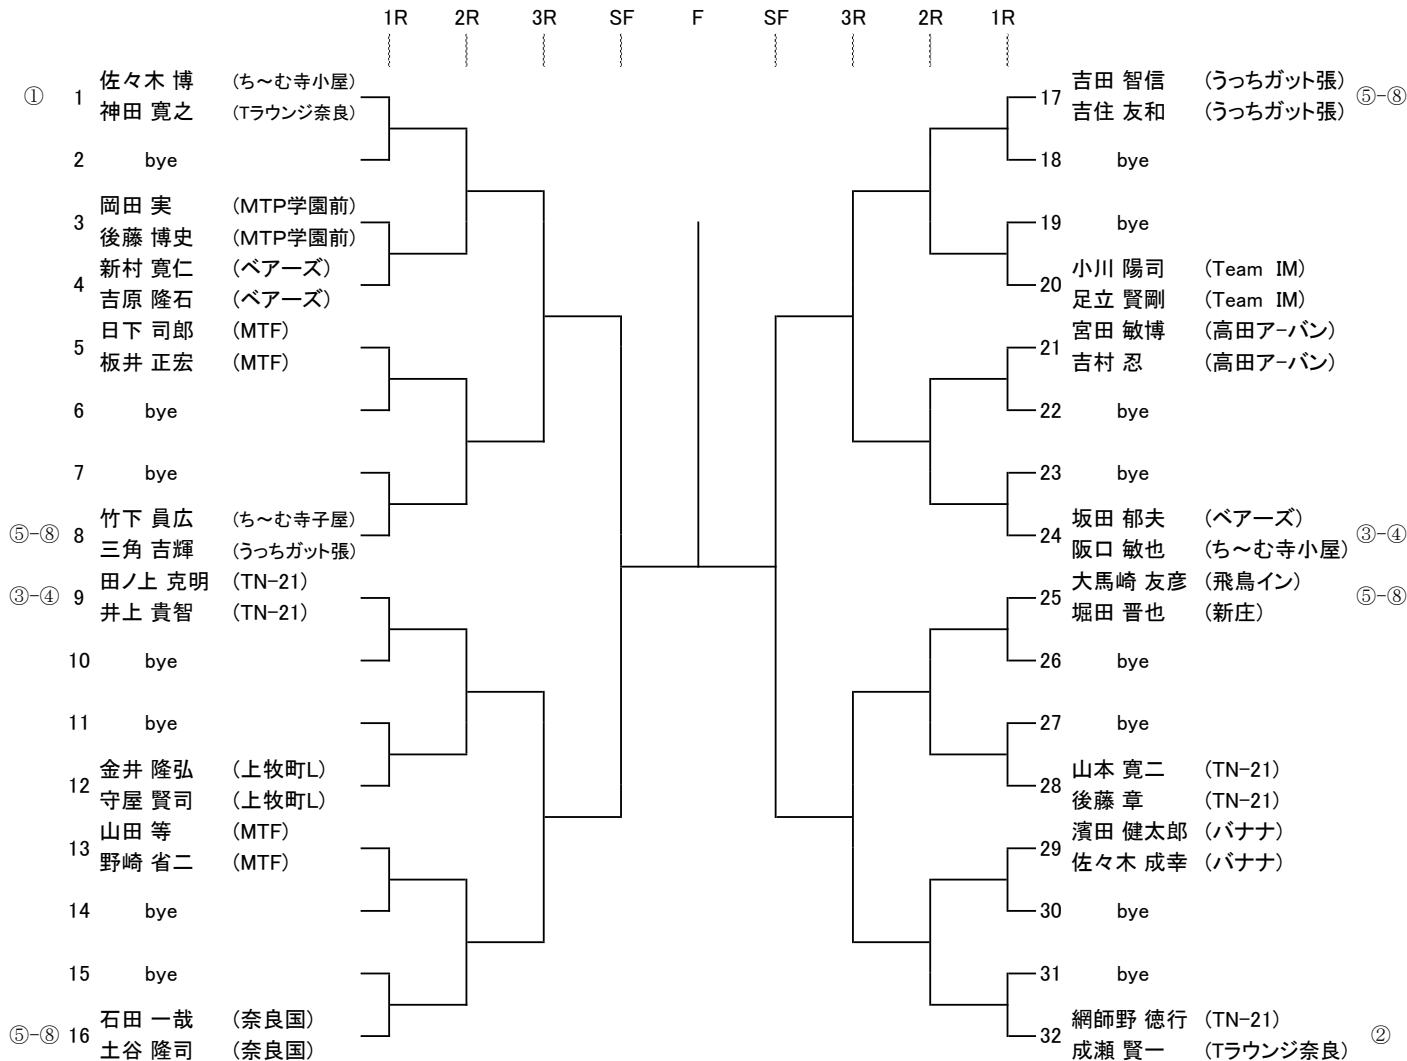 1R 2R 3R SF F SF 3R 2R 1R
佐々木 博 (ち～む寺小屋)
① 1
神田 寛之 (Tラウンジ奈良)
2 bye
岡田 実 (MTP学園前)
3
後藤 博史 (MTP学園前)
新村 寛仁 (ベアーズ)
4
吉原 隆石 (ベアーズ)
日下 司郎 (MTF)
5
板井 正宏 (MTF)
6 bye
7 bye
竹下 員広 (ち～む寺子屋)
⑤-⑧ 8
三角 吉輝 (うっちガット張)
田ノ上 克明 (TN-21)
③-④ 9
井上 貴智 (TN-21)
10 bye
11 bye
金井 隆弘 (上牧町L)
12
守屋 賢司 (上牧町L)
山田 等 (MTF)
13
野崎 省二 (MTF)
14 bye
15 bye
石田 一哉 (奈良国)
⑤-⑧ 16
土谷 隆司 (奈良国)
吉田 智信 (うっちガット張)
17 ⑤-⑧
吉住 友和 (うっちガット張)
18 bye
19 bye
小川 陽司 (Team IM)
20
足立 賢剛 (Team IM)
宮田 敏博 (高田アｰバン)
21
吉村 忍 (高田アｰバン)
22 bye
23 bye
坂田 郁夫 (ベアーズ)
24 ③-④
阪口 敏也 (ち～む寺小屋)
大馬崎 友彦 (飛鳥イン)
25 ⑤-⑧
堀田 晋也 (新庄)
26 bye
27 bye
山本 寛二 (TN-21)
28
後藤 章 (TN-21)
濱田 健太郎 (バナナ)
29
佐々木 成幸 (バナナ)
30 bye
31 bye
網師野 徳行 (TN-21)
32 ②
成瀬 賢一 (Tラウンジ奈良)